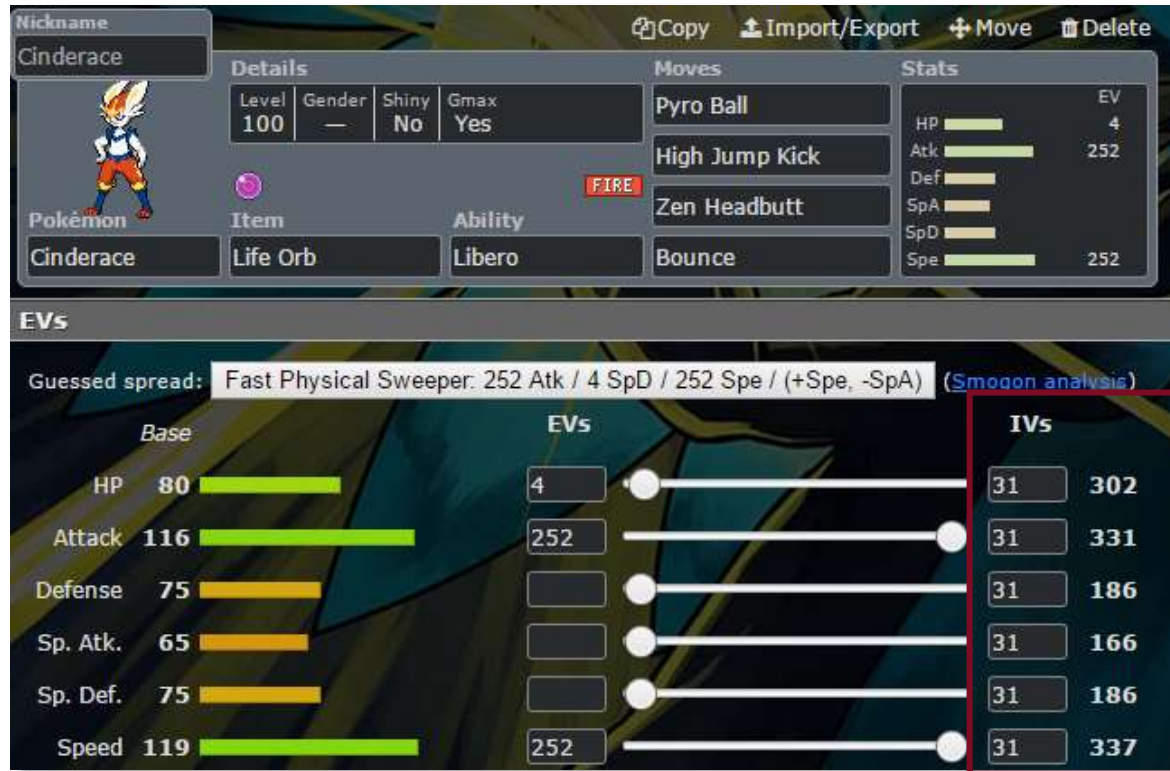 Nickname
Copy Import/Export Move Delete
Cinderace
Details Moves Stats
Level Gender Shiny Gmax
100 — No Yes
Pyro Ball
EV
HP 4
High Jump Kick
Atk 252
Def
FIRE
Zen Headbutt
SpA
Pokémon Item Ability
SpD
Cinderace Life Orb Libero Bounce
Spe 252
EVs
Guessed spread: Fast Physical Sweeper: 252 Atk / 4 SpD / 252 Spe / (+Spe, -SpA) (Smogon analysis)
Base EVs IVs
HP 80 4 31 302
Attack 116 252 31 331
Defense 75 31 186
Sp. Atk. 65 31 166
Sp. Def. 75 31 186
Speed 119 252 31 337